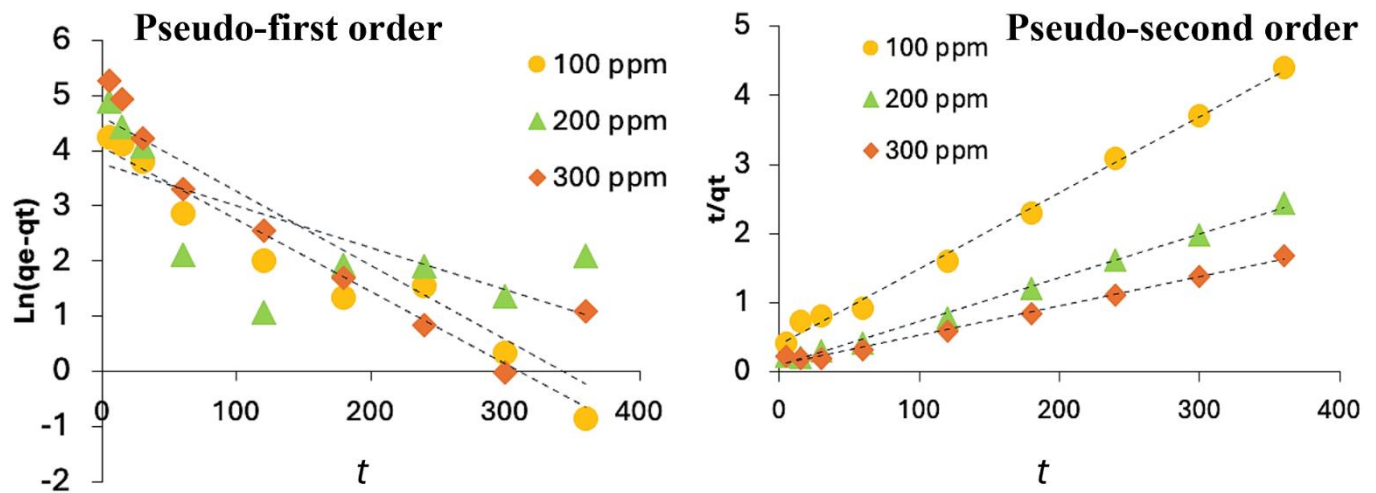 Pseudo-first order
6
5
4
3
2
1
0
-1
-2
0
100
200
300
400
Ln(qe-qt)
t
100 ppm
200 ppm
300 ppm
Pseudo-second order
5
4
3
2
1
0
0
100
200
300
400
t/qt
t
100 ppm
200 ppm
300 ppm